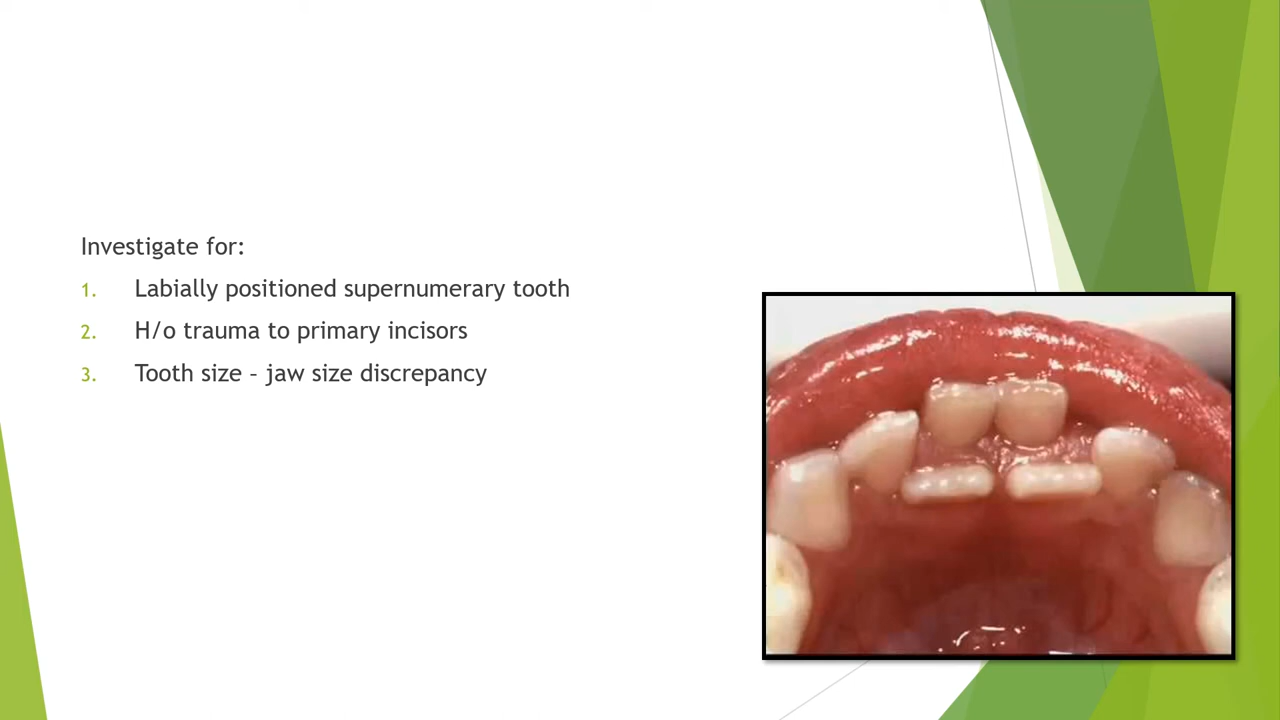 Investigate for:
1. Labially positioned supernumerary tooth
2. H/o trauma to primary incisors
3. Tooth size – jaw size discrepancy